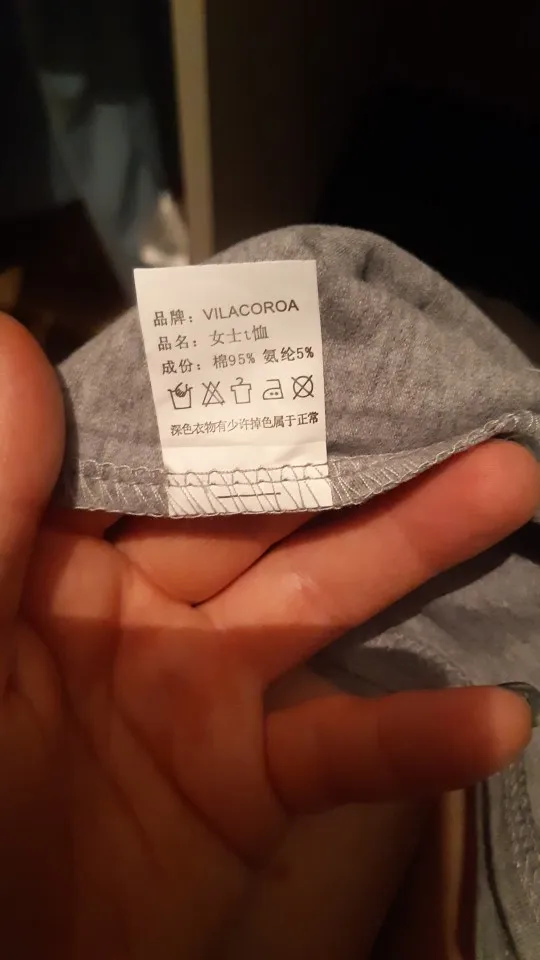 品牌：VILACOROA
品名：女士t恤
成份：棉95% 氨纶5%
深色衣物有少许掉色属于正常